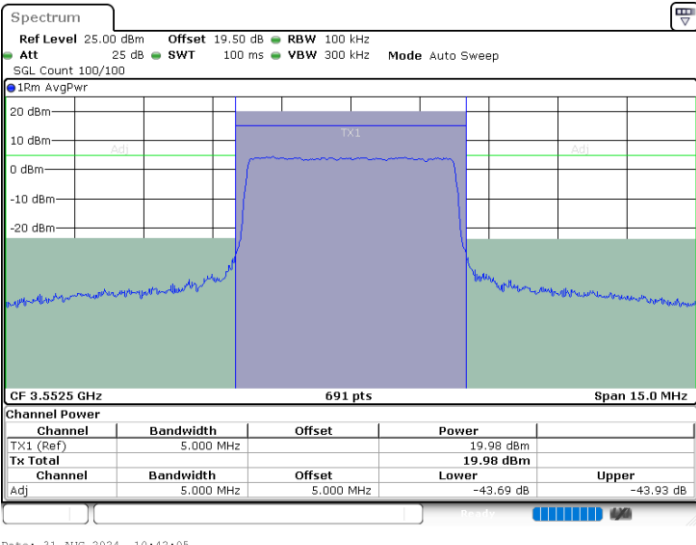 Spectrum
Ref Level 25.00 dBm Offset 19.50 dB RBW 100 kHz
Att 25 dB SWT 100 ms VBW 300 kHz Mode Auto Sweep
SGL Count 100/100
1Rm AvgPwr
20 dBm
TX1
10 dBm
Adj Adj
0 dBm
-10 dBm
-20 dBm
CF 3.5525 GHz 691 pts Span 15.0 MHz
Channel Power
Channel Bandwidth Offset Power
TX1 (Ref) 5.000 MHz 19.98 dBm
Tx Total 19.98 dBm
Channel Bandwidth Offset Lower Upper
Adj 5.000 MHz 5.000 MHz -43.69 dB -43.93 dB
Ready